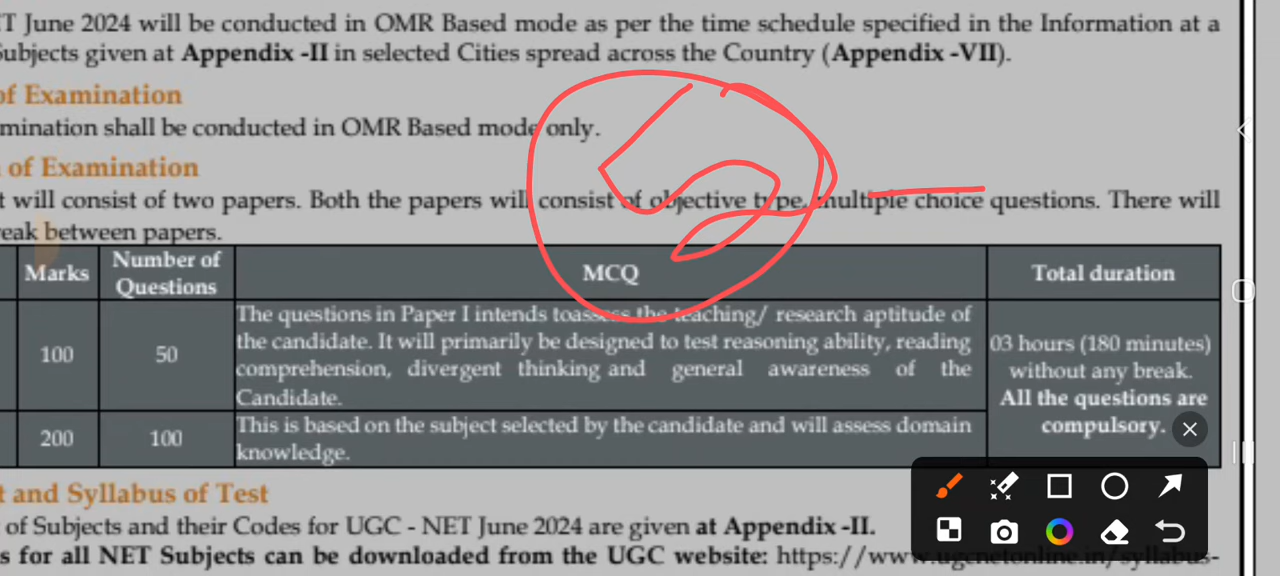 T June 2024 will be conducted in OMR Based mode as per the time schedule specified in the Information at a
Subjects given at Appendix -II in selected Cities spread across the Country (Appendix -VII).
of Examination
mination shall be conducted in OMR Based mode only.
of Examination
t will consist of two papers. Both the papers will consist of objective type, multiple choice questions. There will
eak between papers.
Marks
Number of
Questions
MCQ
Total duration
100
50
The questions in Paper I intends toassess the teaching/ research aptitude of
the candidate. It will primarily be designed to test reasoning ability, reading
comprehension, divergent thinking and general awareness of the
Candidate.
03 hours (180 minutes)
without any break.
All the questions are
compulsory.
200
100
This is based on the subject selected by the candidate and will assess domain
knowledge.
t and Syllabus of Test
of Subjects and their Codes for UGC - NET June 2024 are given at Appendix -II.
s for all NET Subjects can be downloaded from the UGC website: https://www.ugcnetonline.in/syllabus-